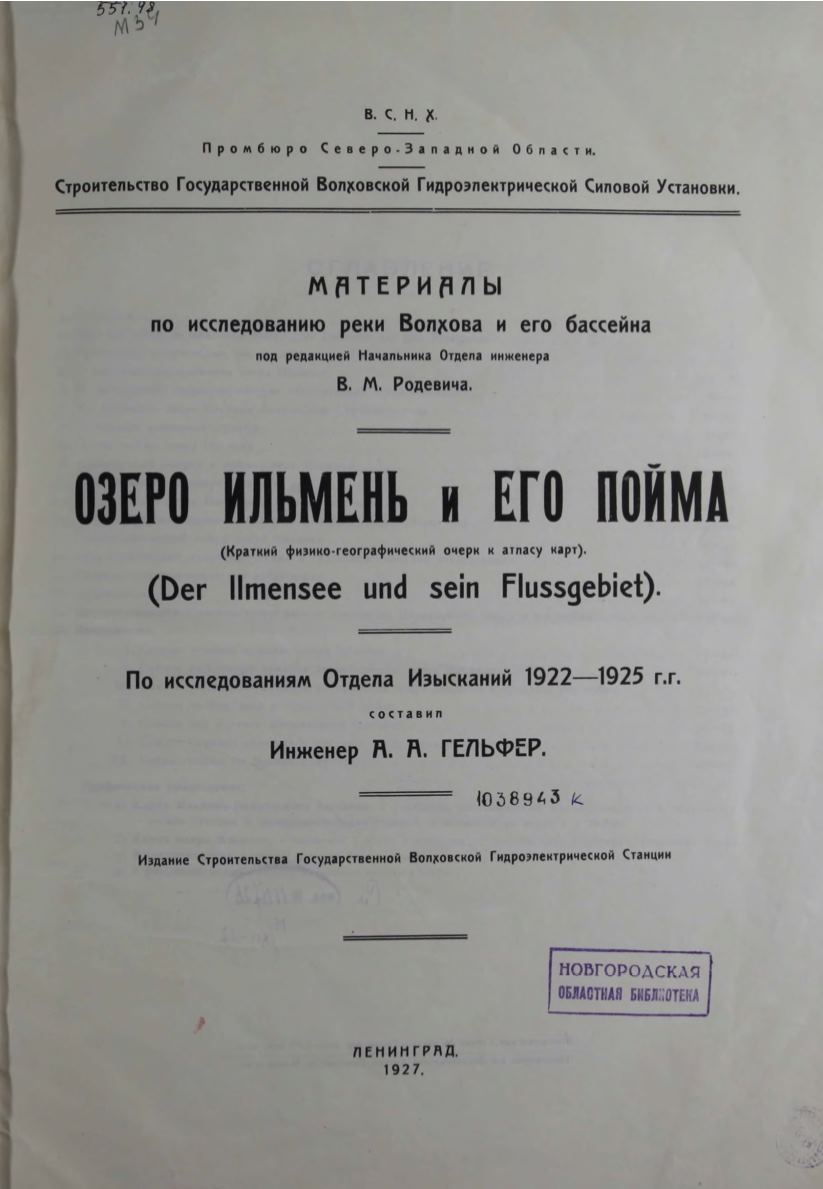 551.48
М34
В. С. Н. Х.
Промбюро Северо-Западной Области.
Строительство Государственной Волховской Гидроэлектрической Силовой Установки.
МАТЕРИАЛЫ
по исследованию реки Волхова и его бассейна
под редакцией Начальника Отдела инженера
В. М. Родевича.
ОЗЕРО ИЛЬМЕНЬ и ЕГО ПОЙМА
(Краткий физико-географический очерк к атласу карт).
(Der Ilmensee und sein Flussgebiet).
По исследованиям Отдела Изысканий 1922—1925 г.г.
составил
Инженер А. А. ГЕЛЬФЕР.
1038943 к
Издание Строительства Государственной Волховской Гидроэлектрической Станции
НОВГОРОДСКАЯ
ОБЛАСТНАЯ БИБЛИОТЕКА
ЛЕНИНГРАД.
1927.